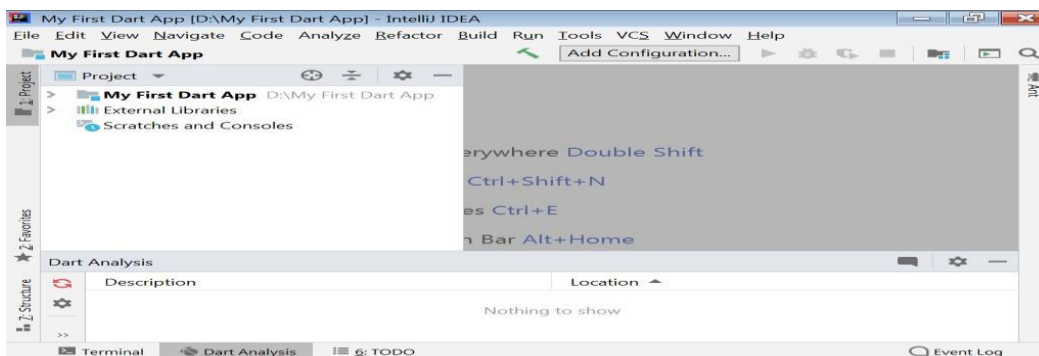 My First Dart App [D:\My First Dart App] - IntelliJ IDEA
File Edit View Navigate Code Analyze Refactor Build Run Tools VCS Window Help
My First Dart App
Add Configuration...
1: Project
Project
My First Dart App D:\My First Dart App
External Libraries
Scratches and Consoles
erywhere Double Shift
Ctrl+Shift+N
es Ctrl+E
n Bar Alt+Home
Ant
2: Favorites
Z: Structure
Dart Analysis
Description
Location
Nothing to show
>>
Terminal
Dart Analysis
6: TODO
Event Log